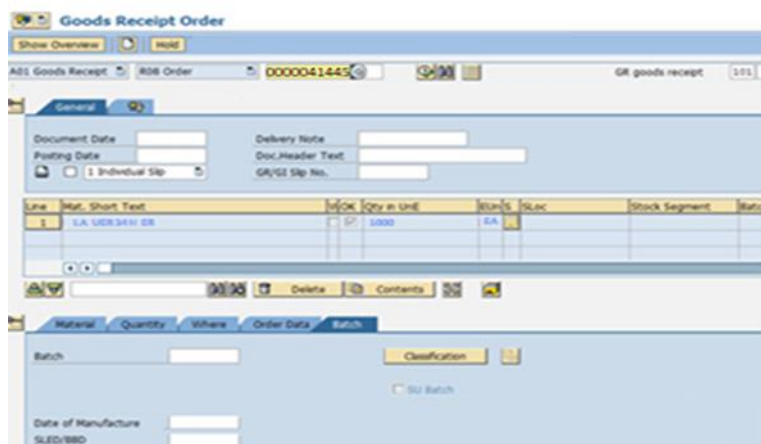 Goods Receipt Order
Show Overview Hold
A01 Goods Receipt R08 Order GR goods receipt 101
General
Document Date Delivery Note
Posting Date Doc.Header Text
1 Individual Slip GR/GI Slip No.
Line Mat. Short Text OK Qty in UnE EUn S SLoc Stock Segment Batc
1 1000 EA
Delete Contents
Material Quantity Where Order Data Batch
Batch Classification
SU Batch
Date of Manufacture
SLED/BBD